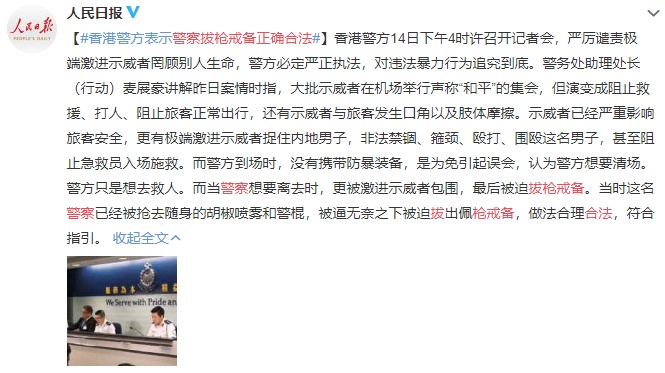 人民日報
PEOPLE'S DAILY
人民日报
【#香港警方表示警察拔枪戒备正确合法#】香港警方14日下午4时许召开记者会，严厉谴责极
端激进示威者罔顾别人生命，警方必定严正执法，对违法暴力行为追究到底。警务处助理处长
（行动）麦展豪讲解昨日案情时指，大批示威者在机场举行声称“和平”的集会，但演变成阻止救
援、打人、阻止旅客正常出行，还有示威者与旅客发生口角以及肢体摩擦。示威者已经严重影响
旅客安全，更有极端激进示威者捉住内地男子，非法禁锢、箍颈、殴打、围殴这名男子，甚至阻
止急救员入场施救。而警方到场时，没有携带防暴装备，是为免引起误会，认为警方想要清场。
警方只是想去救人。而当警察想要离去时，更被激进示威者包围，最后被迫拔枪戒备。当时这名
警察已经被抢去随身的胡椒喷雾和警棍，被逼无奈之下被迫拔出佩枪戒备，做法合理合法，符合
指引。 收起全文
We Serve with Pride an